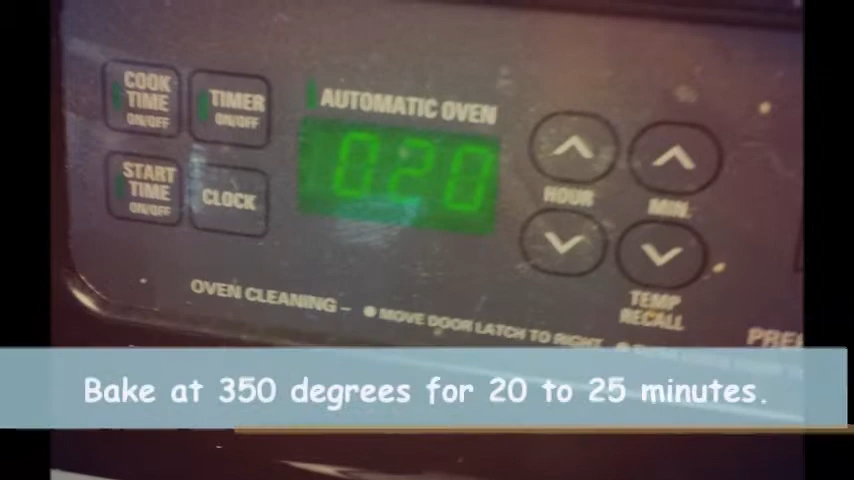 COOK
TIME
ON/OFF
TIMER
ON/OFF
AUTOMATIC OVEN
020
START
TIME
ON/OFF
CLOCK
HOUR
MIN.
TEMP
RECALL
OVEN CLEANING – • MOVE DOOR LATCH TO RIGHT
Bake at 350 degrees for 20 to 25 minutes.